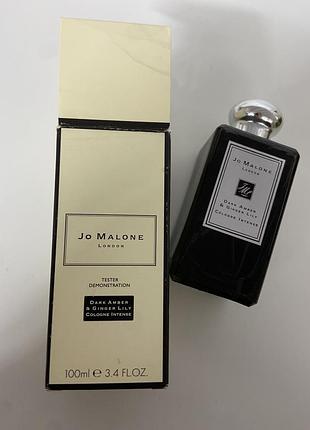 JO MALONE
LONDON
TESTER
DEMONSTRATION
DARK AMBER
& GINGER LILY
COLOGNE INTENSE
100ml e 3.4 FL.OZ.
JO MALONE
LONDON
JM
DARK AMBER
& GINGER LILY
COLOGNE INTENSE